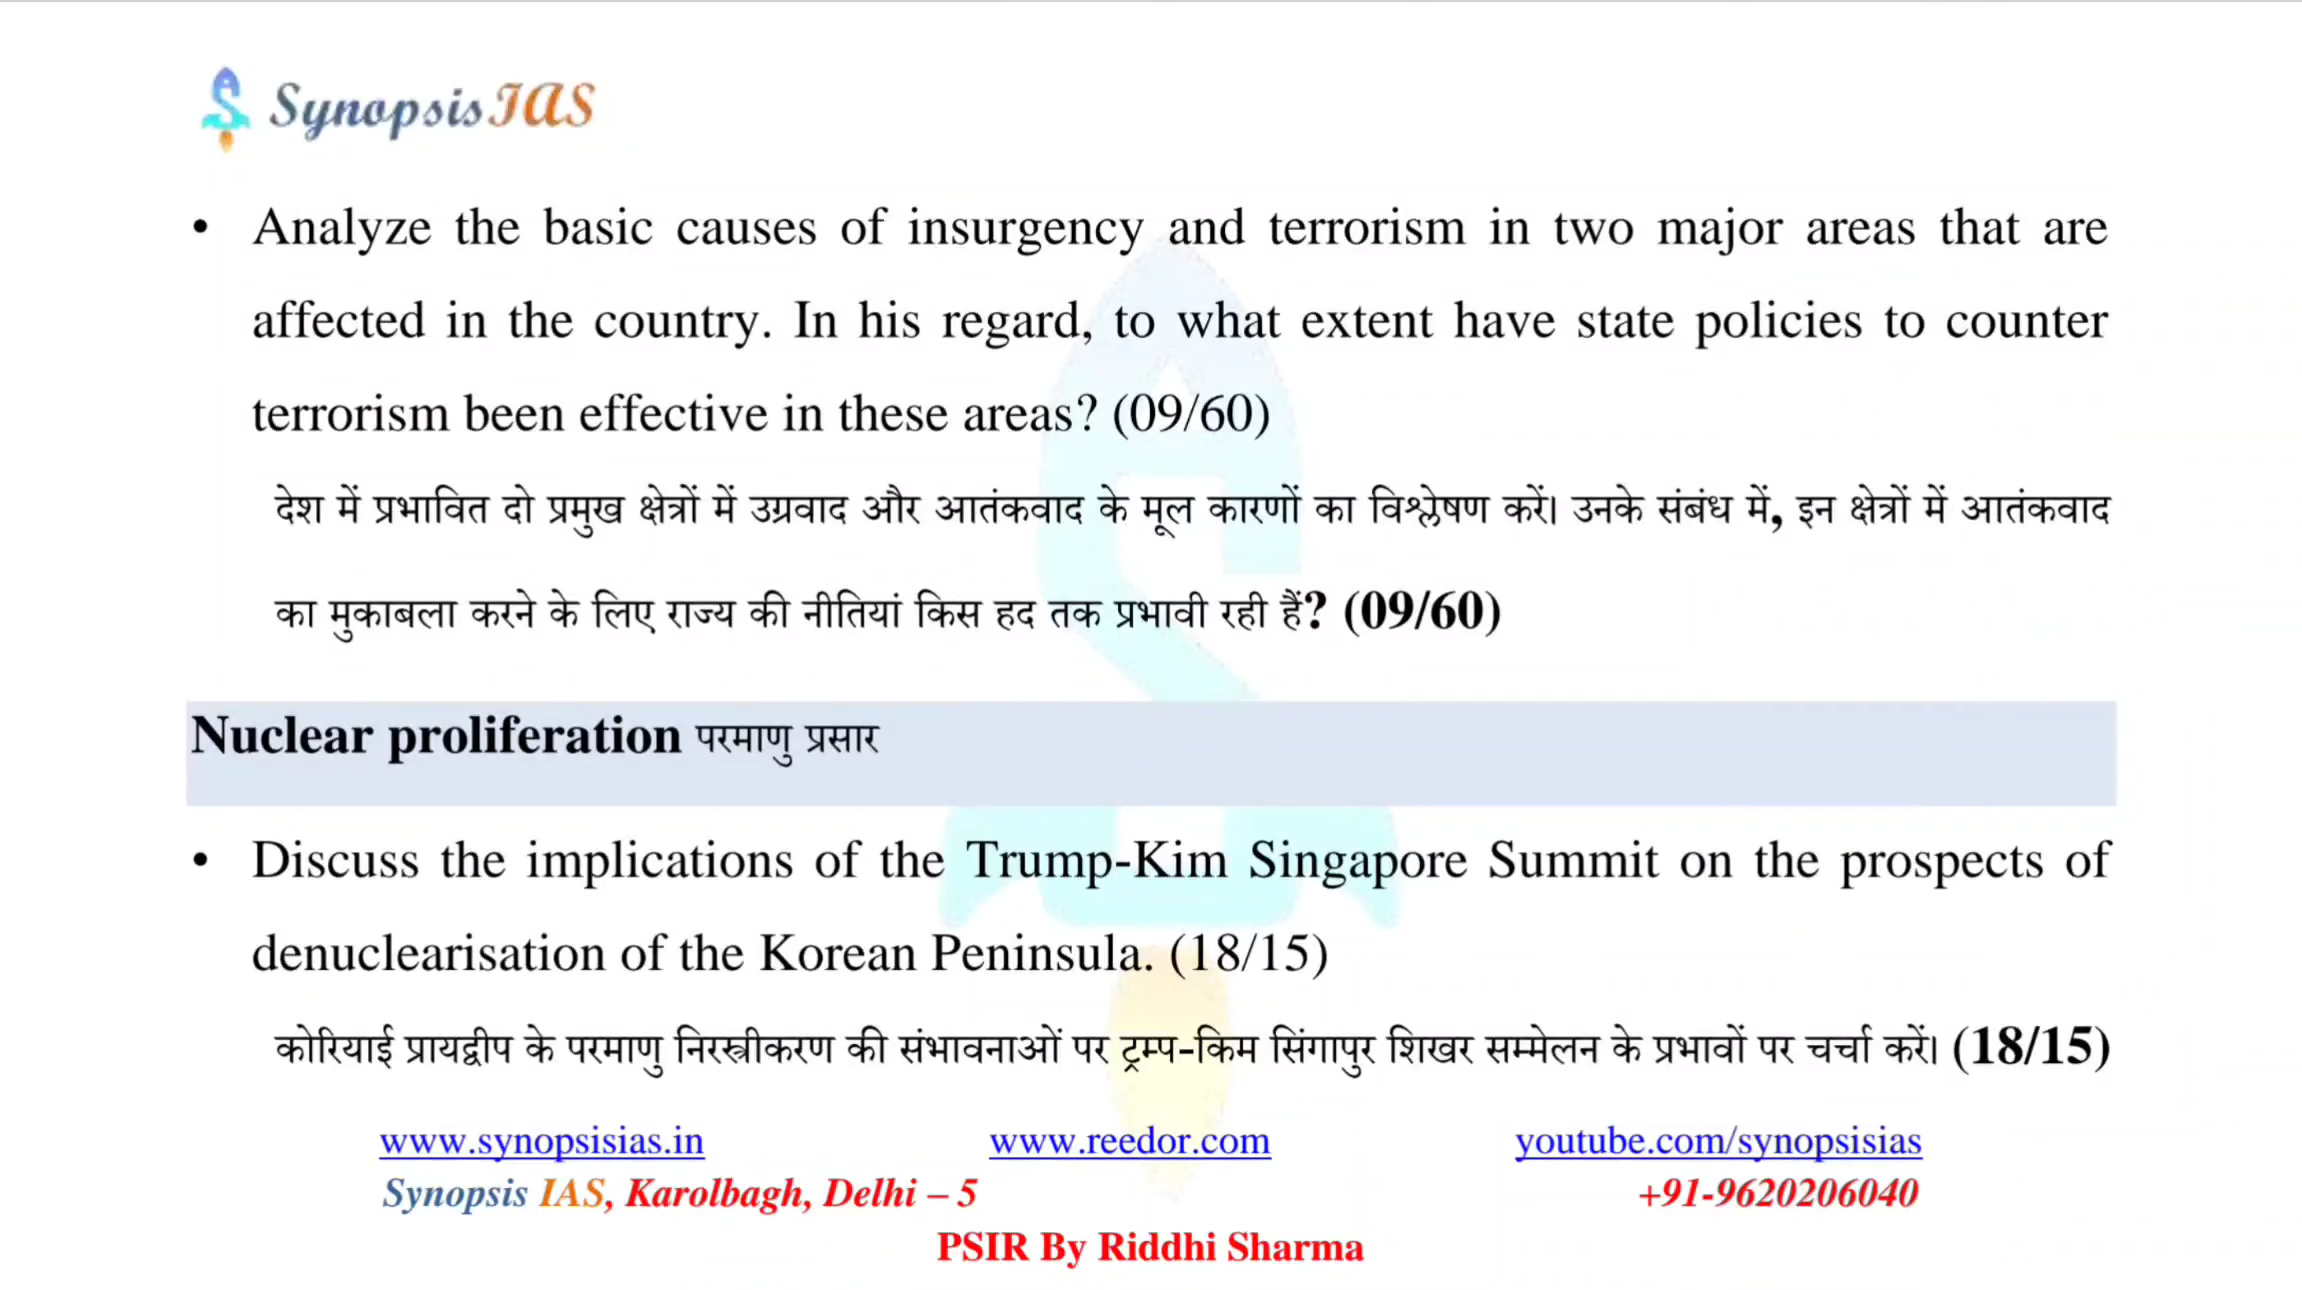 Synopsis IAS
• Analyze the basic causes of insurgency and terrorism in two major areas that are
affected in the country. In his regard, to what extent have state policies to counter
terrorism been effective in these areas? (09/60)
देश में प्रभावित दो प्रमुख क्षेत्रों में उग्रवाद और आतंकवाद के मूल कारणों का विश्लेषण करें। उनके संबंध में, इन क्षेत्रों में आतंकवाद
का मुकाबला करने के लिए राज्य की नीतियां किस हद तक प्रभावी रही हैं? (09/60)
Nuclear proliferation परमाणु प्रसार
• Discuss the implications of the Trump-Kim Singapore Summit on the prospects of
denuclearisation of the Korean Peninsula. (18/15)
कोरियाई प्रायद्वीप के परमाणु निरस्त्रीकरण की संभावनाओं पर ट्रम्प-किम सिंगापुर शिखर सम्मेलन के प्रभावों पर चर्चा करें। (18/15)
www.synopsisias.in www.reedor.com youtube.com/synopsisias
Synopsis IAS, Karolbagh, Delhi – 5 +91-9620206040
PSIR By Riddhi Sharma